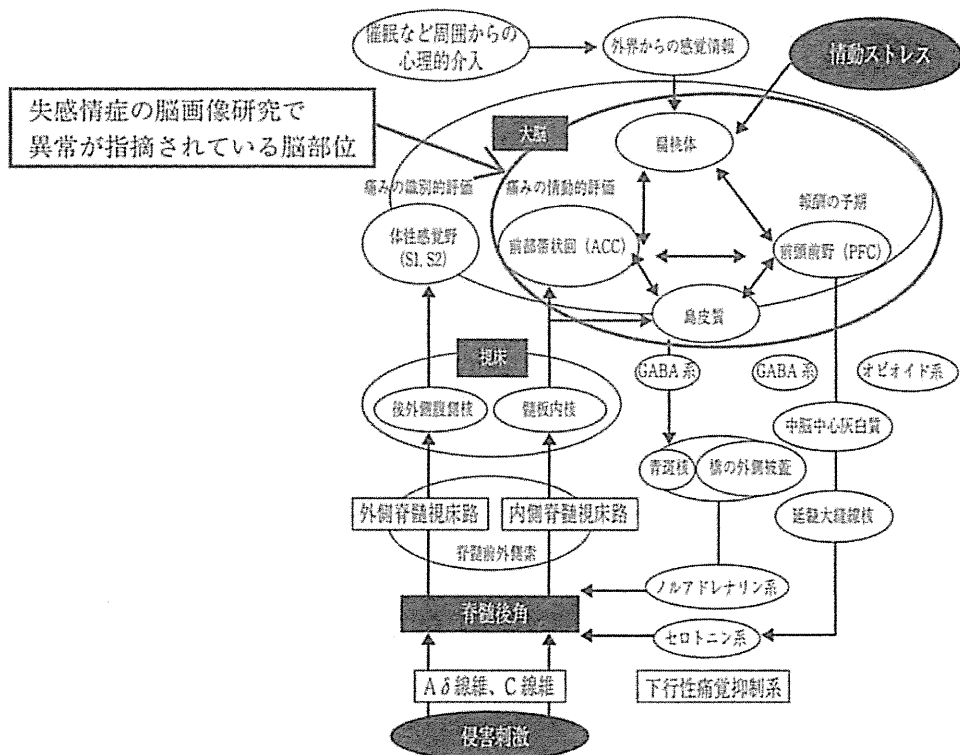 催眠など周囲からの
心理的介入
外界からの感覚情報
情動ストレス
失感情症の脳画像研究で
異常が指摘されている脳部位
大脳
扁桃体
痛みの識別的評価
痛みの情動的評価
報酬の予期
体性感覚野
(S1, S2)
前部帯状回 (ACC)
前頭前野 (PFC)
島皮質
視床
GABA 系
GABA 系
オピオイド系
後外側腹側核
髄板内核
中脳中心灰白質
青斑核
橋の外側被蓋
外側脊髄視床路
内側脊髄視床路
延髄大縫線核
脊髄前外側索
ノルアドレナリン系
脊髄後角
セロトニン系
Aδ線維、C線維
下行性痛覚抑制系
侵害刺激